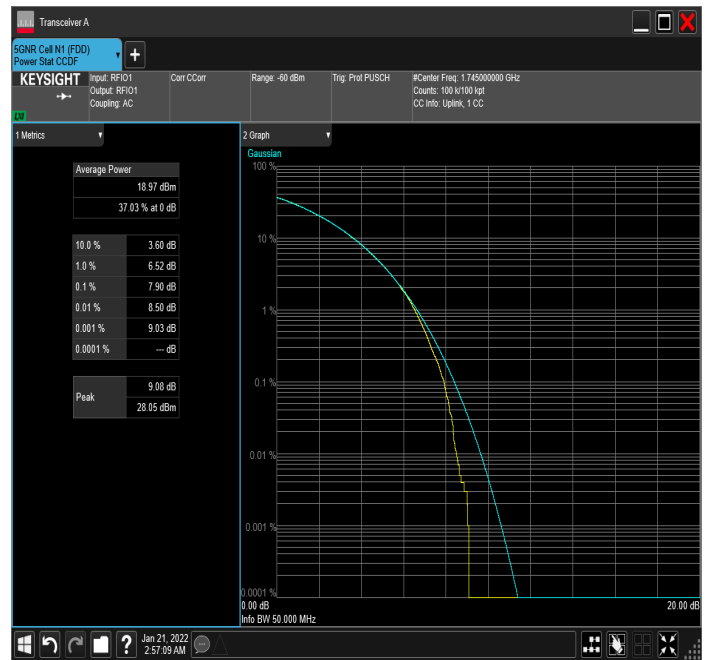 Transceiver A
5GNR Cell N1 (FDD)
Power Stat CCDF
KEYSIGHT
Input: RFIO1
Output: RFIO1
Coupling: AC
Corr CCorr
Range: -60 dBm
Trig: Prot PUSCH
#Center Freq: 1.745000000 GHz
Counts: 100 k/100 kpt
CC Info: Uplink, 1 CC
LXI
1 Metrics
Average Power
18.97 dBm
37.03 % at 0 dB
10.0 % 3.60 dB
1.0 % 6.52 dB
0.1 % 7.90 dB
0.01 % 8.50 dB
0.001 % 9.03 dB
0.0001 % --- dB
Peak
9.08 dB
28.05 dBm
2 Graph
Gaussian
100 %
10 %
1 %
0.1 %
0.01 %
0.001 %
0.0001 %
0.00 dB
20.00 dB
Info BW 50.000 MHz
?
Jan 21, 2022
2:57:09 AM